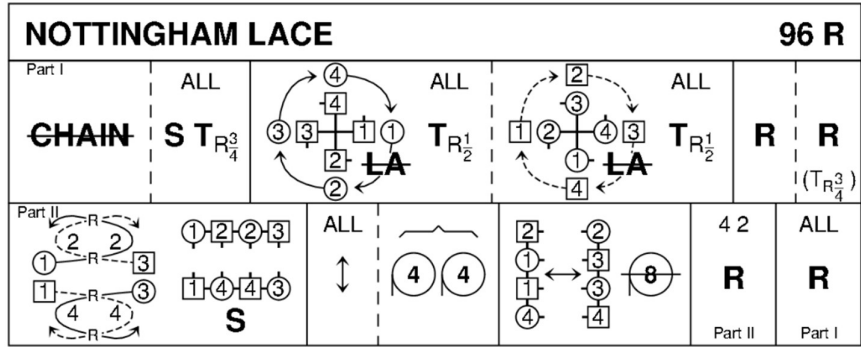 NOTTINGHAM LACE 96 R
Part I
ALL ALL ALL
CHAIN S T R 3/4
4
4
3 3 1 1
2 LA
2
T R 1/2
2
3
1 2 4 3
1 LA
4
T R 1/2
R R
(T R 3/4)
Part II
R
2 2
1 R 3
1 R 3
4 4
R
1 2 2 3
1 4 4 3
S
ALL
4 4
2 2
1 3
1 3
4 4
8
4 2
R
Part II
ALL
R
Part I